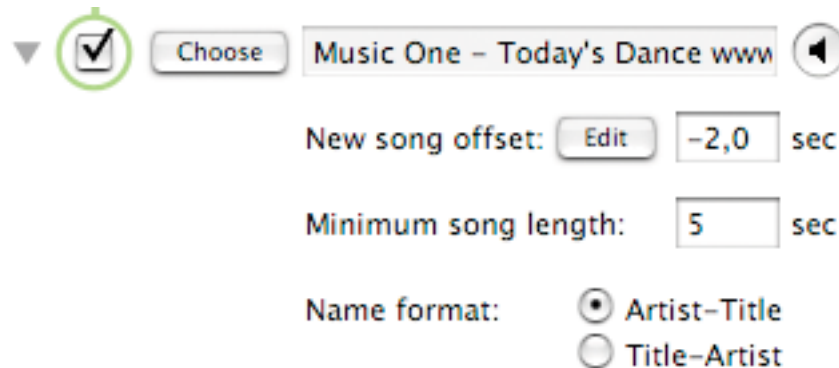 Choose Music One – Today's Dance www
New song offset: Edit –2,0 sec
Minimum song length: 5 sec
Name format: Artist–Title
Title–Artist